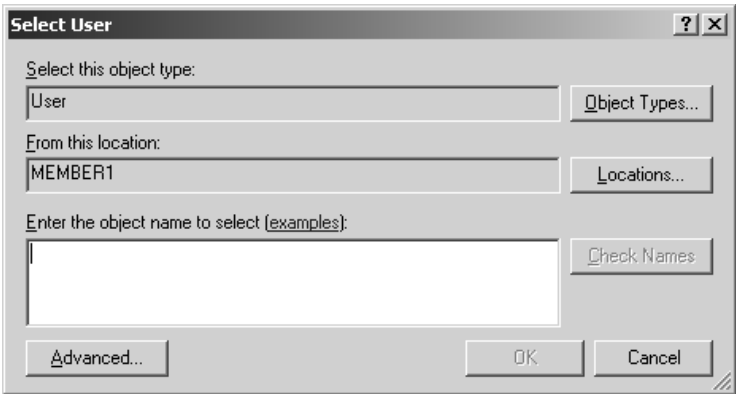 Select User
Select this object type:
User
Object Types...
From this location:
MEMBER1
Locations...
Enter the object name to select (examples):
Check Names
Advanced...
OK
Cancel